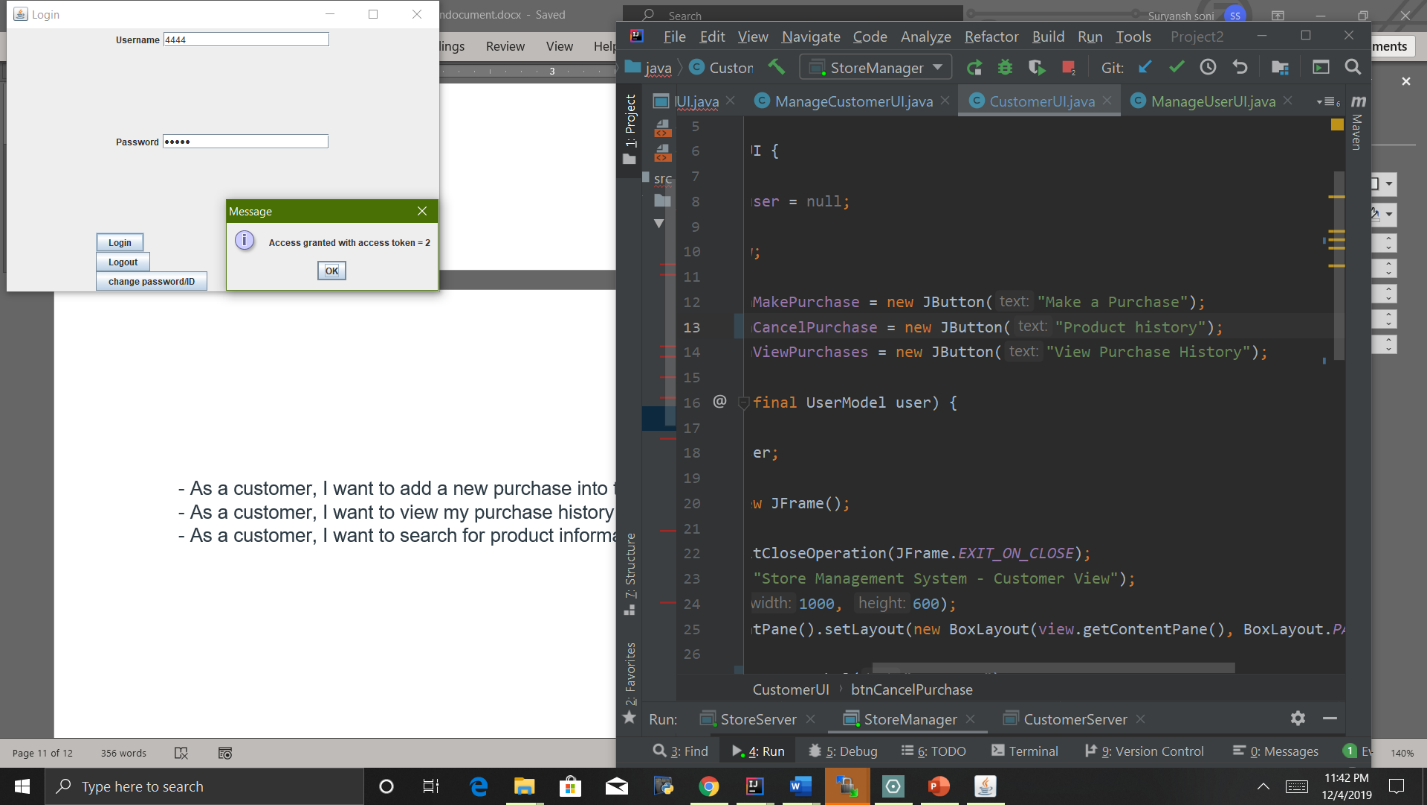 Login
Username 4444
Password •••••
Login
Logout
change password/ID
Message
Access granted with access token = 2
OK
ndocument.docx - Saved
Search
Suryansh soni
SS
Review View Help
3
- As a customer, I want to add a new purchase into
- As a customer, I want to view my purchase history
- As a customer, I want to search for product informa
Page 11 of 12 356 words
File Edit View Navigate Code Analyze Refactor Build Run Tools Project2
java Custon StoreManager Git:
UI.java ManageCustomerUI.java CustomerUI.java ManageUserUI.java 6
1: Project
src
Maven
5
6 UI {
7
8 user = null;
9
10 ;
11
12 MakePurchase = new JButton( text: "Make a Purchase");
13 CancelPurchase = new JButton( text: "Product history");
14 ViewPurchases = new JButton( text: "View Purchase History");
15
16 @ final UserModel user) {
17
18 er;
19
20 w JFrame();
21
22 tCloseOperation(JFrame.EXIT_ON_CLOSE);
23 "Store Management System - Customer View");
24 width: 1000, height: 600);
25 tPane().setLayout(new BoxLayout(view.getContentPane(), BoxLayout.PA
26
7: Structure
2: Favorites
CustomerUI btnCancelPurchase
Run: StoreServer StoreManager CustomerServer
3: Find 4: Run 5: Debug 6: TODO Terminal 9: Version Control 0: Messages 1 Ev
ments
140%
Type here to search
11:42 PM
12/4/2019